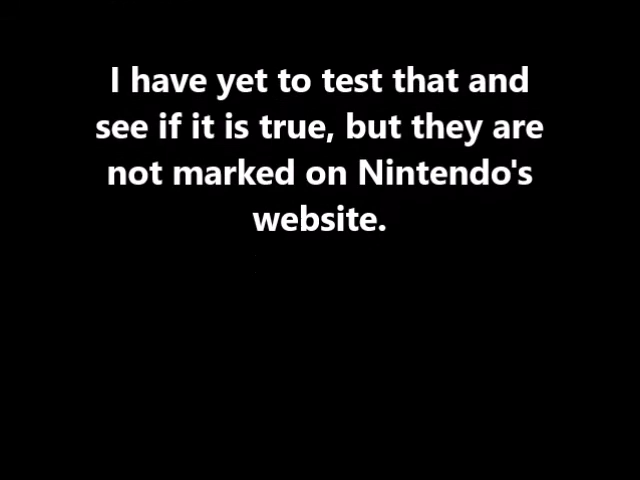 I have yet to test that and
see if it is true, but they are
not marked on Nintendo's
website.